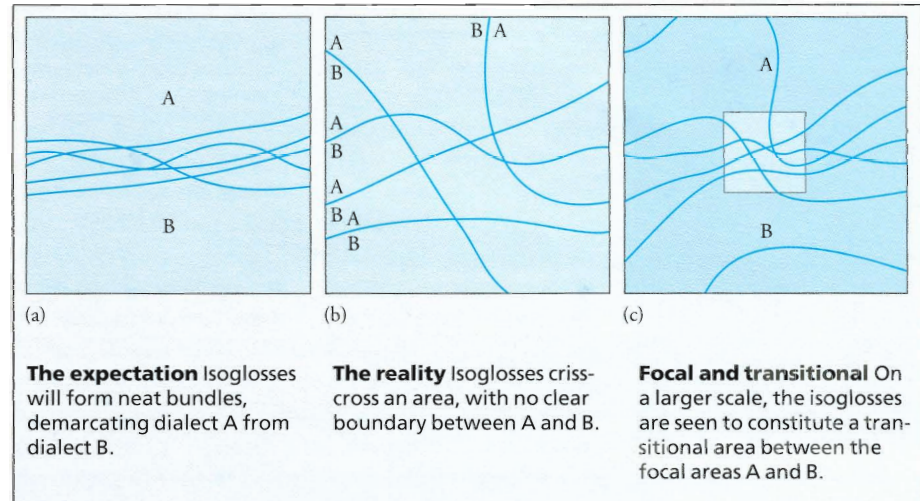 A
B
(a)
A
B
A
B
A
B A
B
B A
(b)
A
B
(c)
The expectation Isoglosses
will form neat bundles,
demarcating dialect A from
dialect B.
The reality Isoglosses criss-
cross an area, with no clear
boundary between A and B.
Focal and transitional On
a larger scale, the isoglosses
are seen to constitute a tran-
sitional area between the
focal areas A and B.